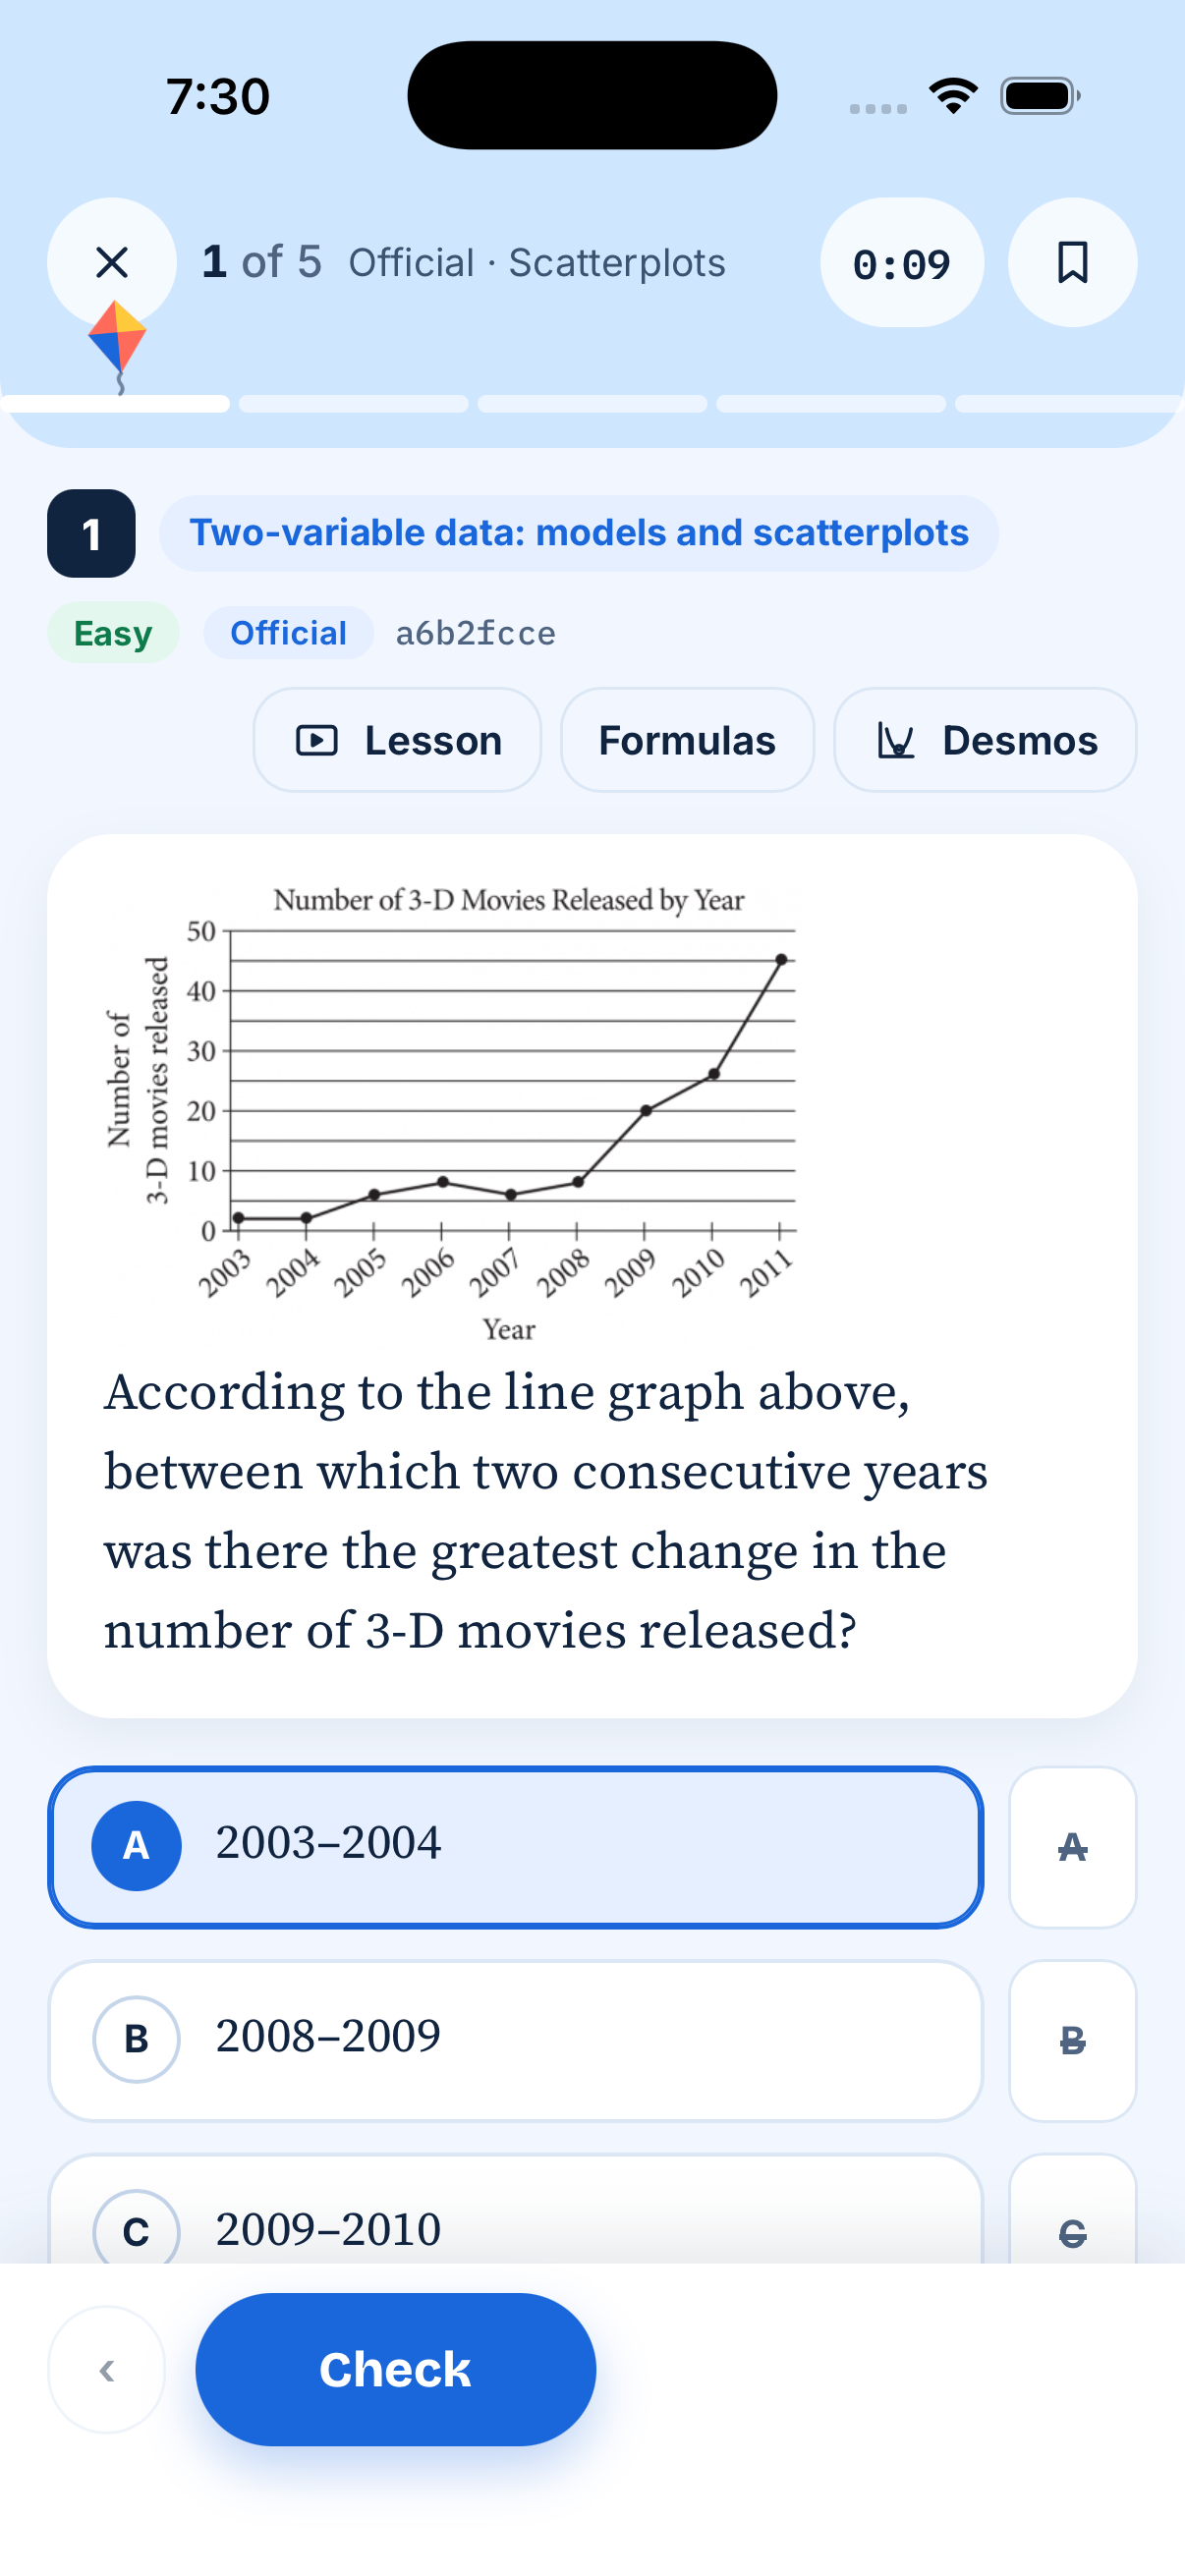 7:30
1 of 5 Official · Scatterplots
0:09
1 Two-variable data: models and scatterplots
Easy Official a6b2fcce
Lesson Formulas Desmos
Number of 3-D Movies Released by Year
Number of
3-D movies released
50
40
30
20
10
0
2003 2004 2005 2006 2007 2008 2009 2010 2011
Year
According to the line graph above,
between which two consecutive years
was there the greatest change in the
number of 3-D movies released?
A 2003–2004 A
B 2008–2009 B
C 2009–2010 C
‹ Check